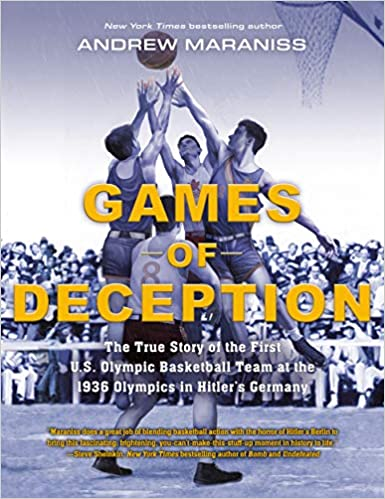 New York Times bestselling author
ANDREW MARANISS
GAMES
OF
DECEPTION
The True Story of the First
U.S. Olympic Basketball Team at the
1936 Olympics in Hitler's Germany
"Maraniss does a great job of blending basketball action with the horror of Hitler's Berlin to
bring this fascinating, frightening, you-can't-make-this-stuff-up moment in history to life."
–Steve Sheinkin, New York Times bestselling author of Bomb and Undefeated